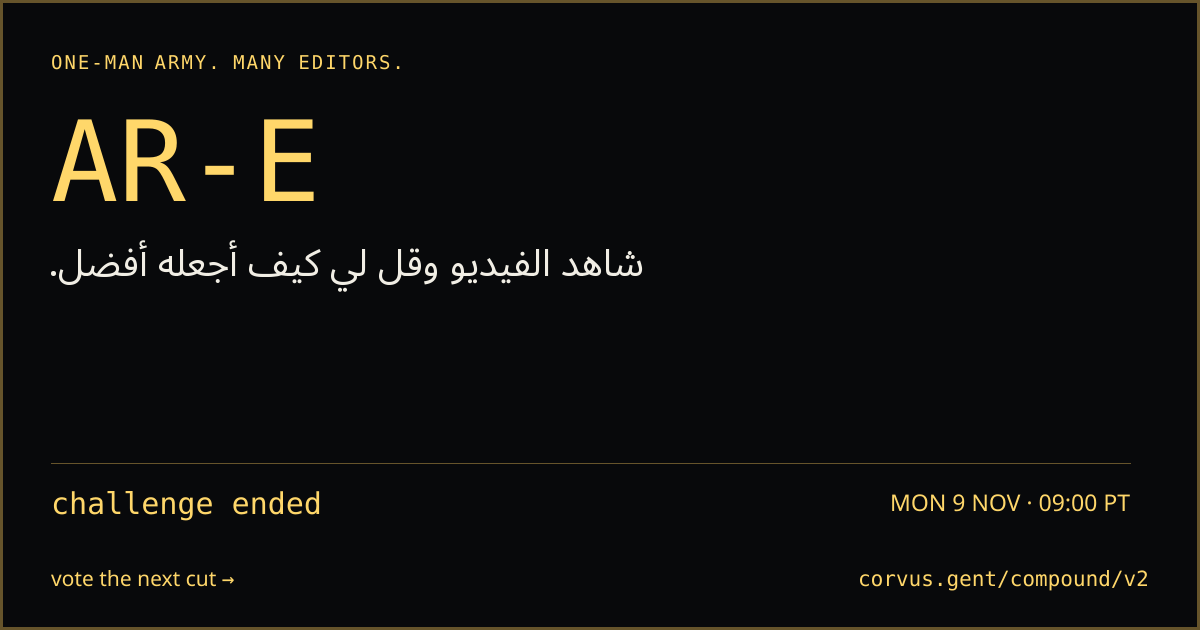 ONE-MAN ARMY. MANY EDITORS.
AR-E
شاهد الفيديو وقل لي كيف أجعله أفضل.
challenge ended
MON 9 NOV · 09:00 PT
vote the next cut →
corvus.gent/compound/v2